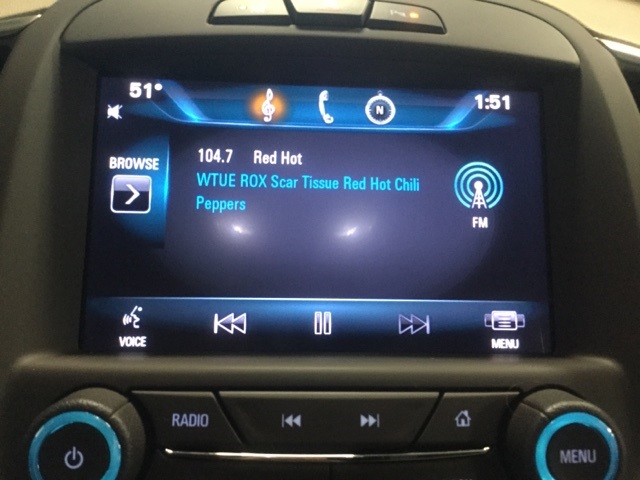 51°
N
1:51
BROWSE
104.7 Red Hot
WTUE ROX Scar Tissue Red Hot Chili
Peppers
FM
VOICE
MENU
RADIO
MENU